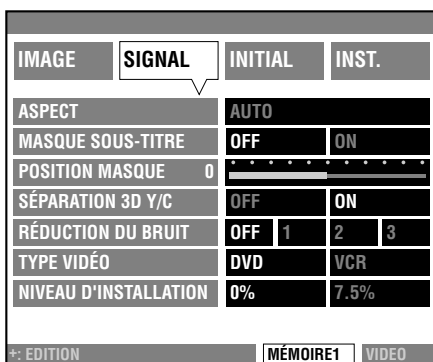 IMAGE SIGNAL INITIAL INST.
ASPECT AUTO
MASQUE SOUS-TITRE OFF ON
POSITION MASQUE 0
SÉPARATION 3D Y/C OFF ON
RÉDUCTION DU BRUIT OFF 1 2 3
TYPE VIDÉO DVD VCR
NIVEAU D'INSTALLATION 0% 7.5%
+: EDITION MÉMOIRE1 VIDEO